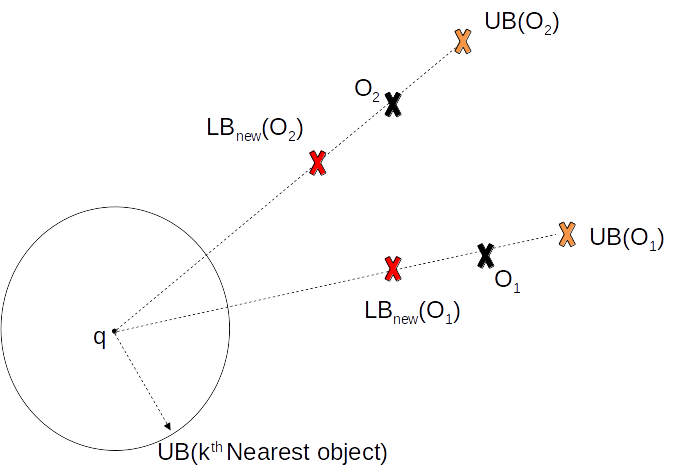 UB(O2)
O2
LBnew(O2)
UB(O1)
O1
LBnew(O1)
q
UB(kth Nearest object)